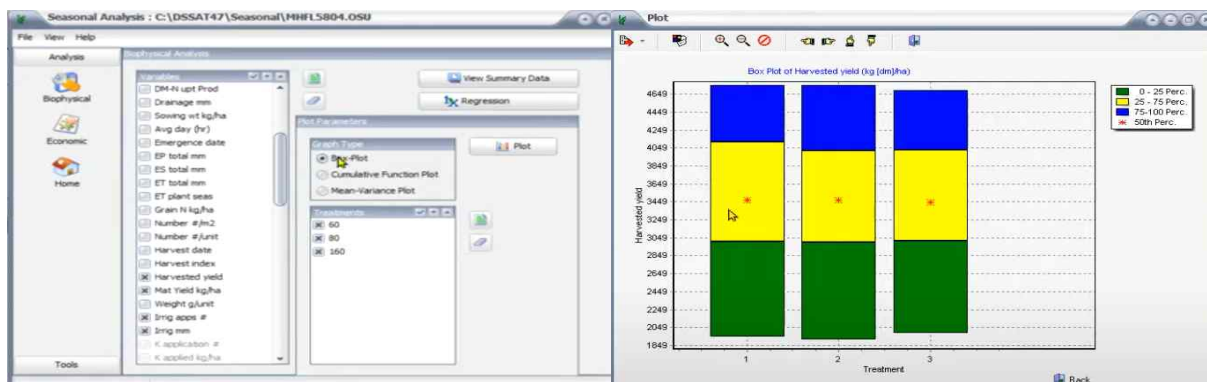 Seasonal Analysis : C:\DSSAT47\Seasonal\MHFL5804.OSU
File View Help
Analysis
Biophysical
Economic
Home
Tools
Biophysical Analysis
Variables
DM-N upt Prod
Drainage mm
Sowing wt kg/ha
Avg day (hr)
Emergence date
EP total mm
ES total mm
ET total mm
ET plant seas
Grain N kg/ha
Number #/m2
Number #/unit
Harvest date
Harvest index
Harvested yield
Mat Yield kg/ha
Weight g/unit
Irrig apps #
Irrig mm
K application #
K applied kg/ha
View Summary Data
Regression
Plot Parameters
Graph Type
Box-Plot
Cumulative Function Plot
Mean-Variance Plot
Plot
Treatments
60
80
160
Plot
Box Plot of Harvested yield (kg [dm]/ha)
Harvested yield
4649
4449
4249
4049
3849
3649
3449
3249
3049
2849
2649
2449
2249
2049
1849
1 2 3
Treatment
0 - 25 Perc.
25 - 75 Perc.
75-100 Perc.
50th Perc.
Back